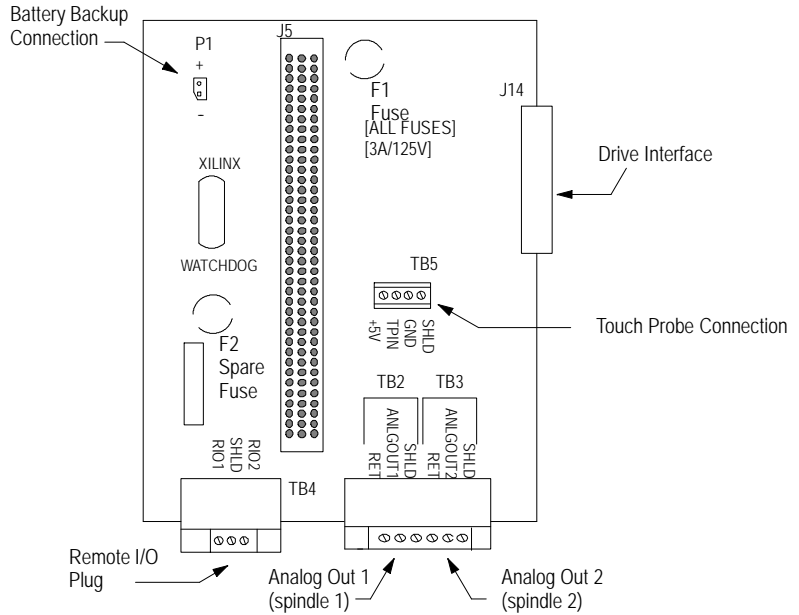 Battery Backup
Connection
P1
+
-
J5
F1
Fuse
[ALL FUSES]
[3A/125V]
J14
Drive Interface
XILINX
WATCHDOG
TB5
+5V
TPIN
GND
SHLD
Touch Probe Connection
F2
Spare
Fuse
TB2
TB3
RET
ANLGOUT1
SHLD
RET
ANLGOUT2
SHLD
RIO1
SHLD
RIO2
TB4
Remote I/O
Plug
Analog Out 1
(spindle 1)
Analog Out 2
(spindle 2)